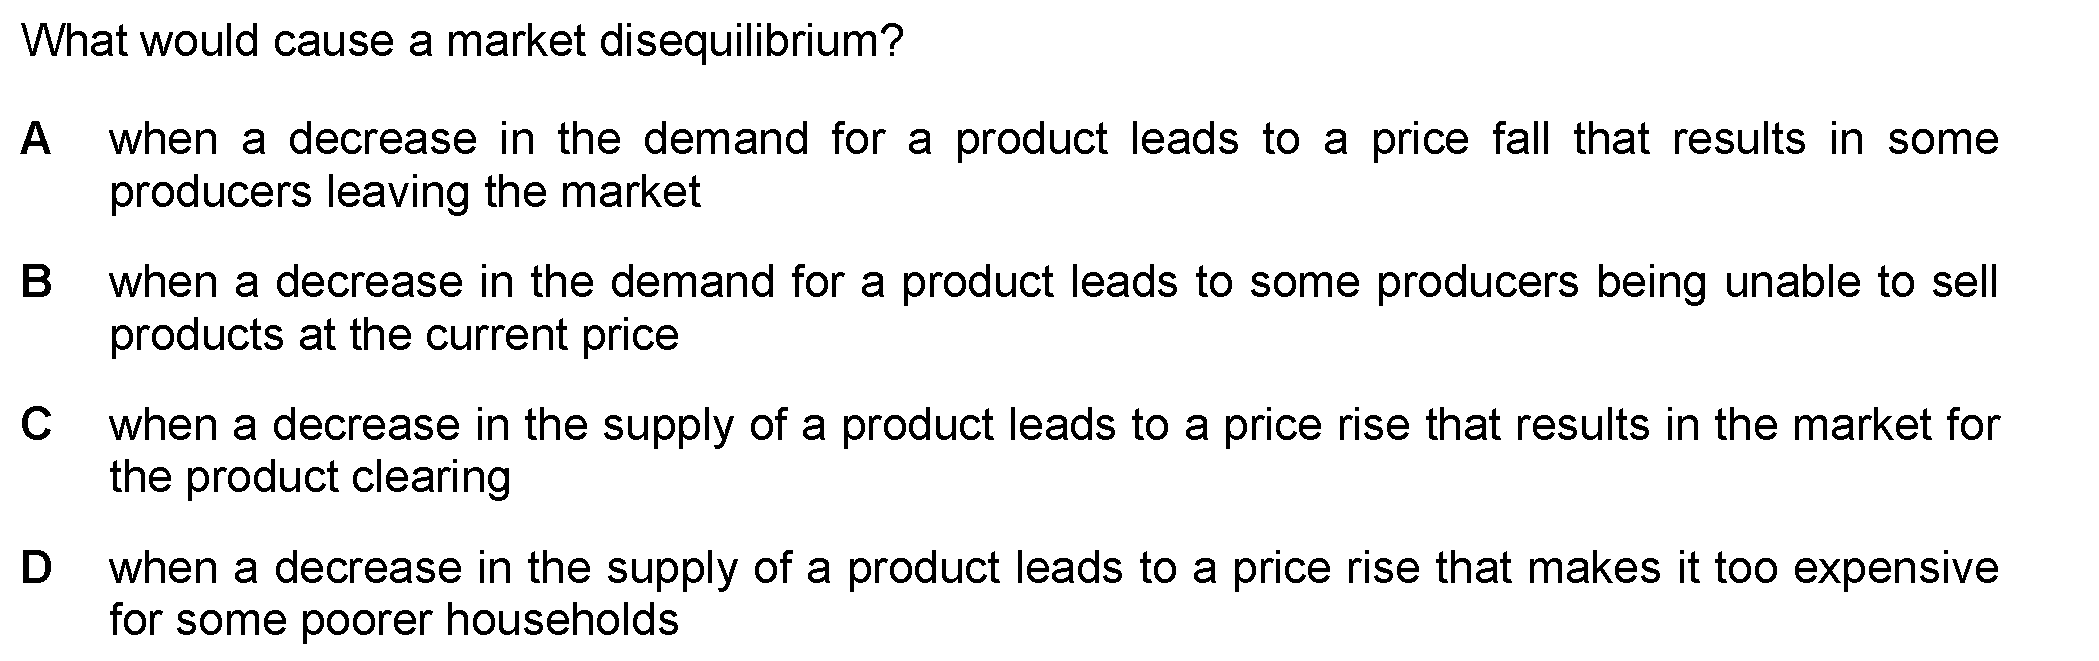 What would cause a market disequilibrium?
A when a decrease in the demand for a product leads to a price fall that results in some
producers leaving the market
B when a decrease in the demand for a product leads to some producers being unable to sell
products at the current price
C when a decrease in the supply of a product leads to a price rise that results in the market for
the product clearing
D when a decrease in the supply of a product leads to a price rise that makes it too expensive
for some poorer households